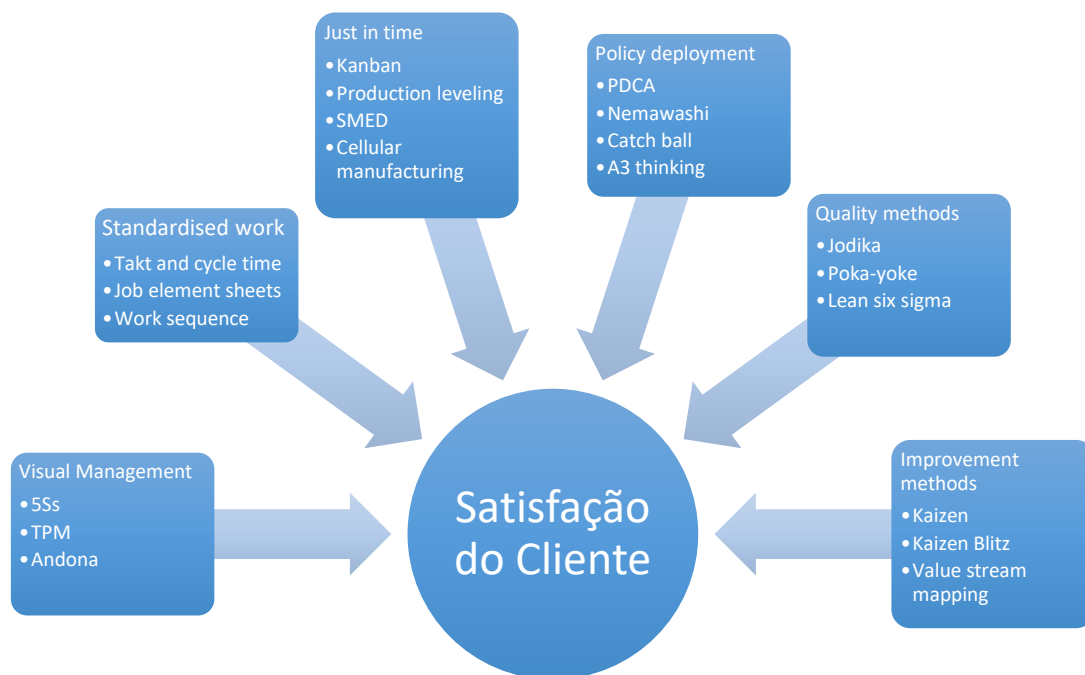 Visual Management
•5Ss
•TPM
•Andona
Standardised work
•Takt and cycle time
•Job element sheets
•Work sequence
Just in time
•Kanban
•Production leveling
•SMED
•Cellular
manufacturing
Policy deployment
•PDCA
•Nemawashi
•Catch ball
•A3 thinking
Quality methods
•Jodika
•Poka-yoke
•Lean six sigma
Improvement
methods
•Kaizen
•Kaizen Blitz
•Value stream
mapping
Satisfação
do Cliente